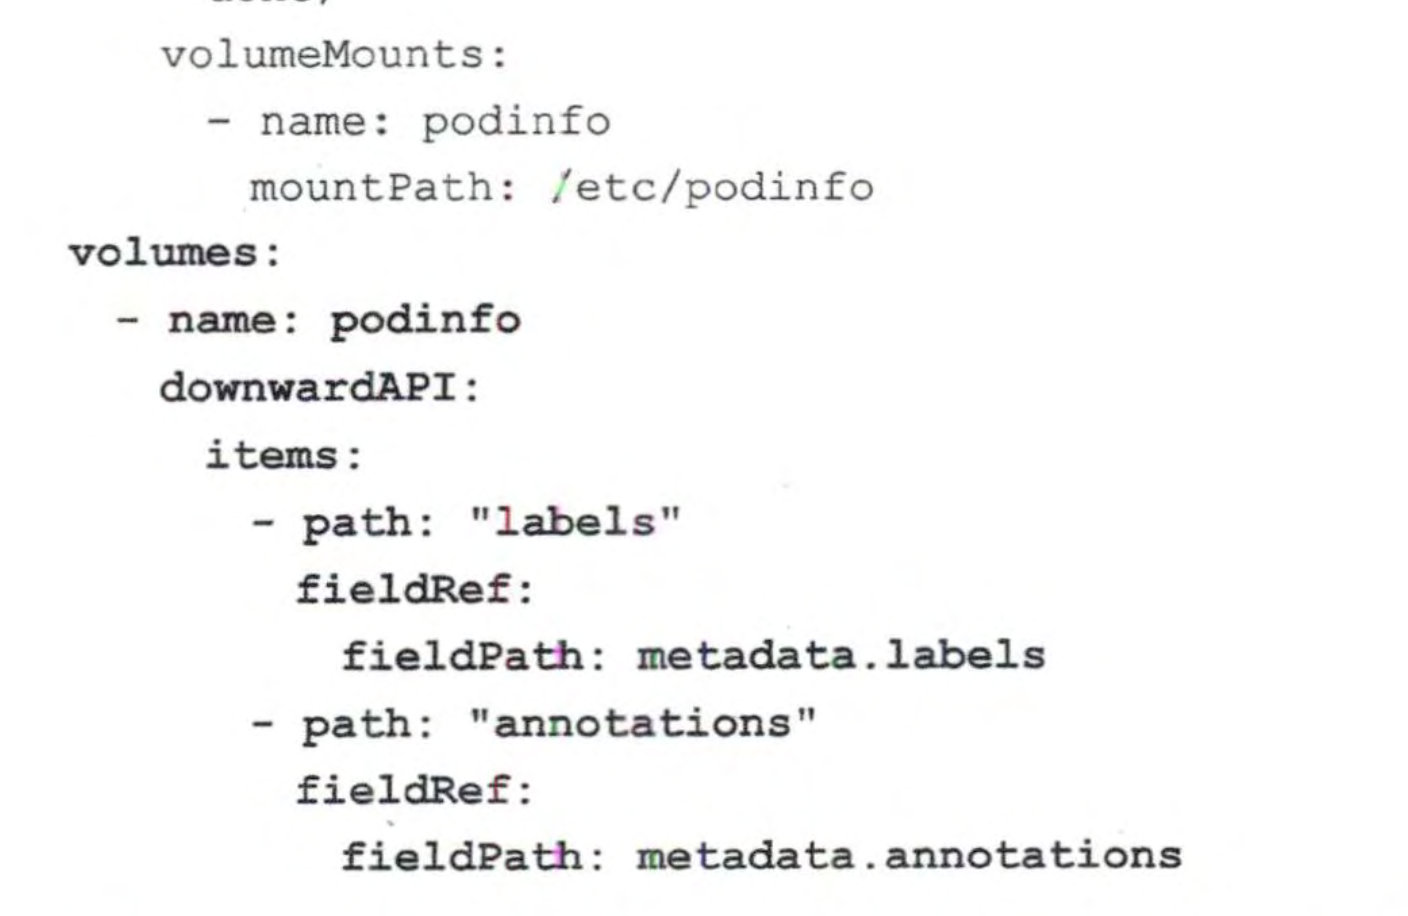 volumeMounts:
- name: podinfo
mountPath: /etc/podinfo
volumes:
- name: podinfo
downwardAPI:
items:
- path: "labels"
fieldRef:
fieldPath: metadata.labels
- path: "annotations"
fieldRef:
fieldPath: metadata.annotations